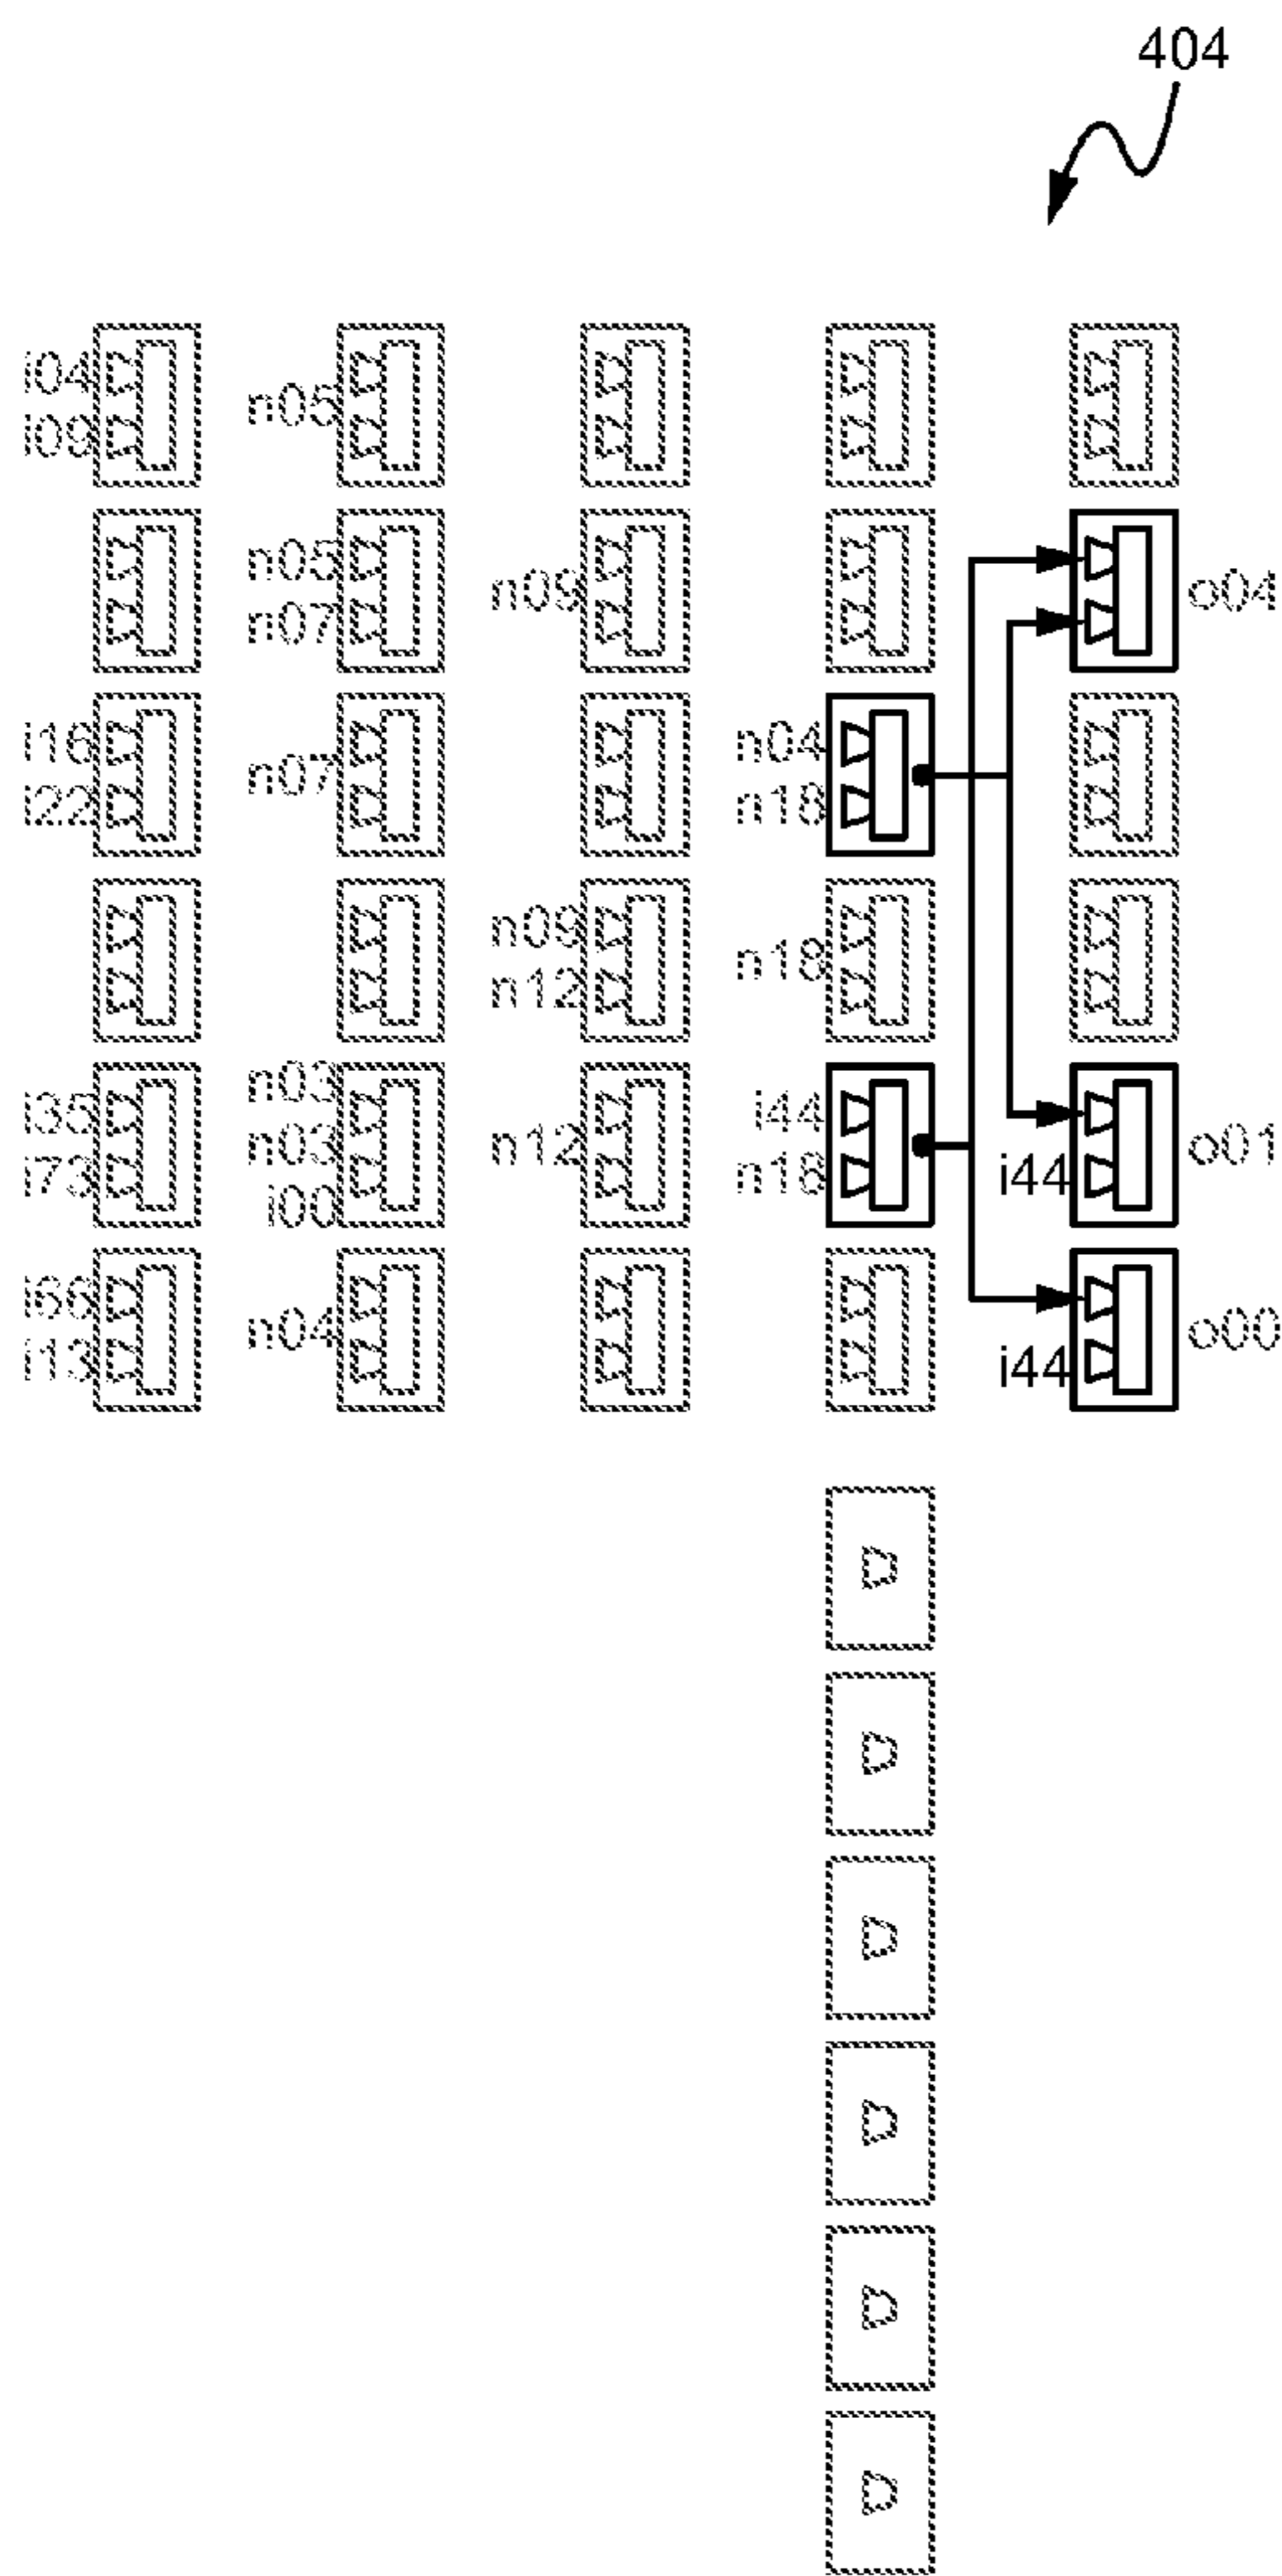 404
i04
i09 n05
n05
n07 n09 o04
i16 n04
i22 n07 n18
n09
n12 n18
i35 n03 i44
i73 n03 n12 n18 i44 o01
i00
i66
i13 n04 i44 o00